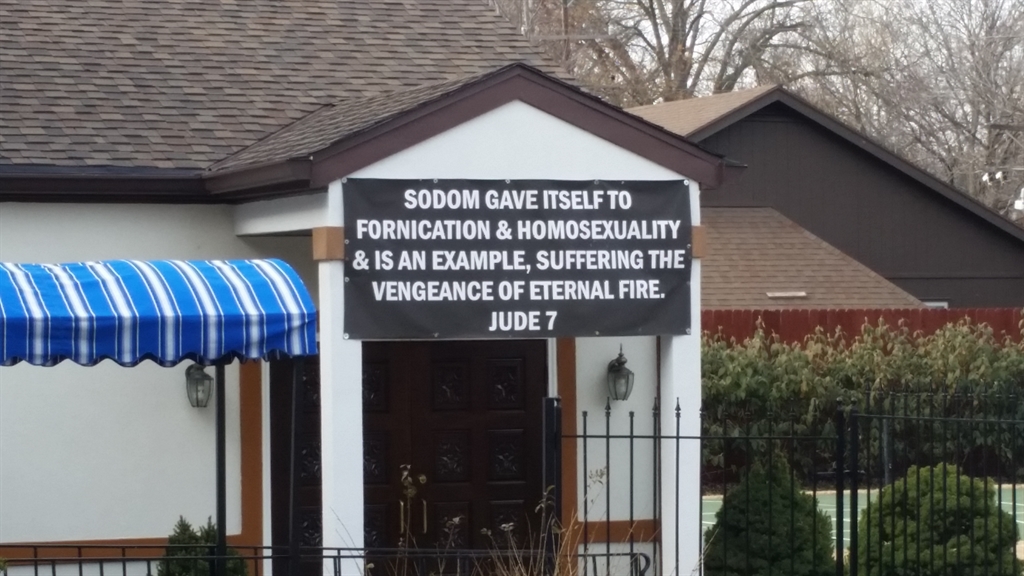 SODOM GAVE ITSELF TO
FORNICATION & HOMOSEXUALITY
& IS AN EXAMPLE, SUFFERING THE
VENGEANCE OF ETERNAL FIRE.
JUDE 7